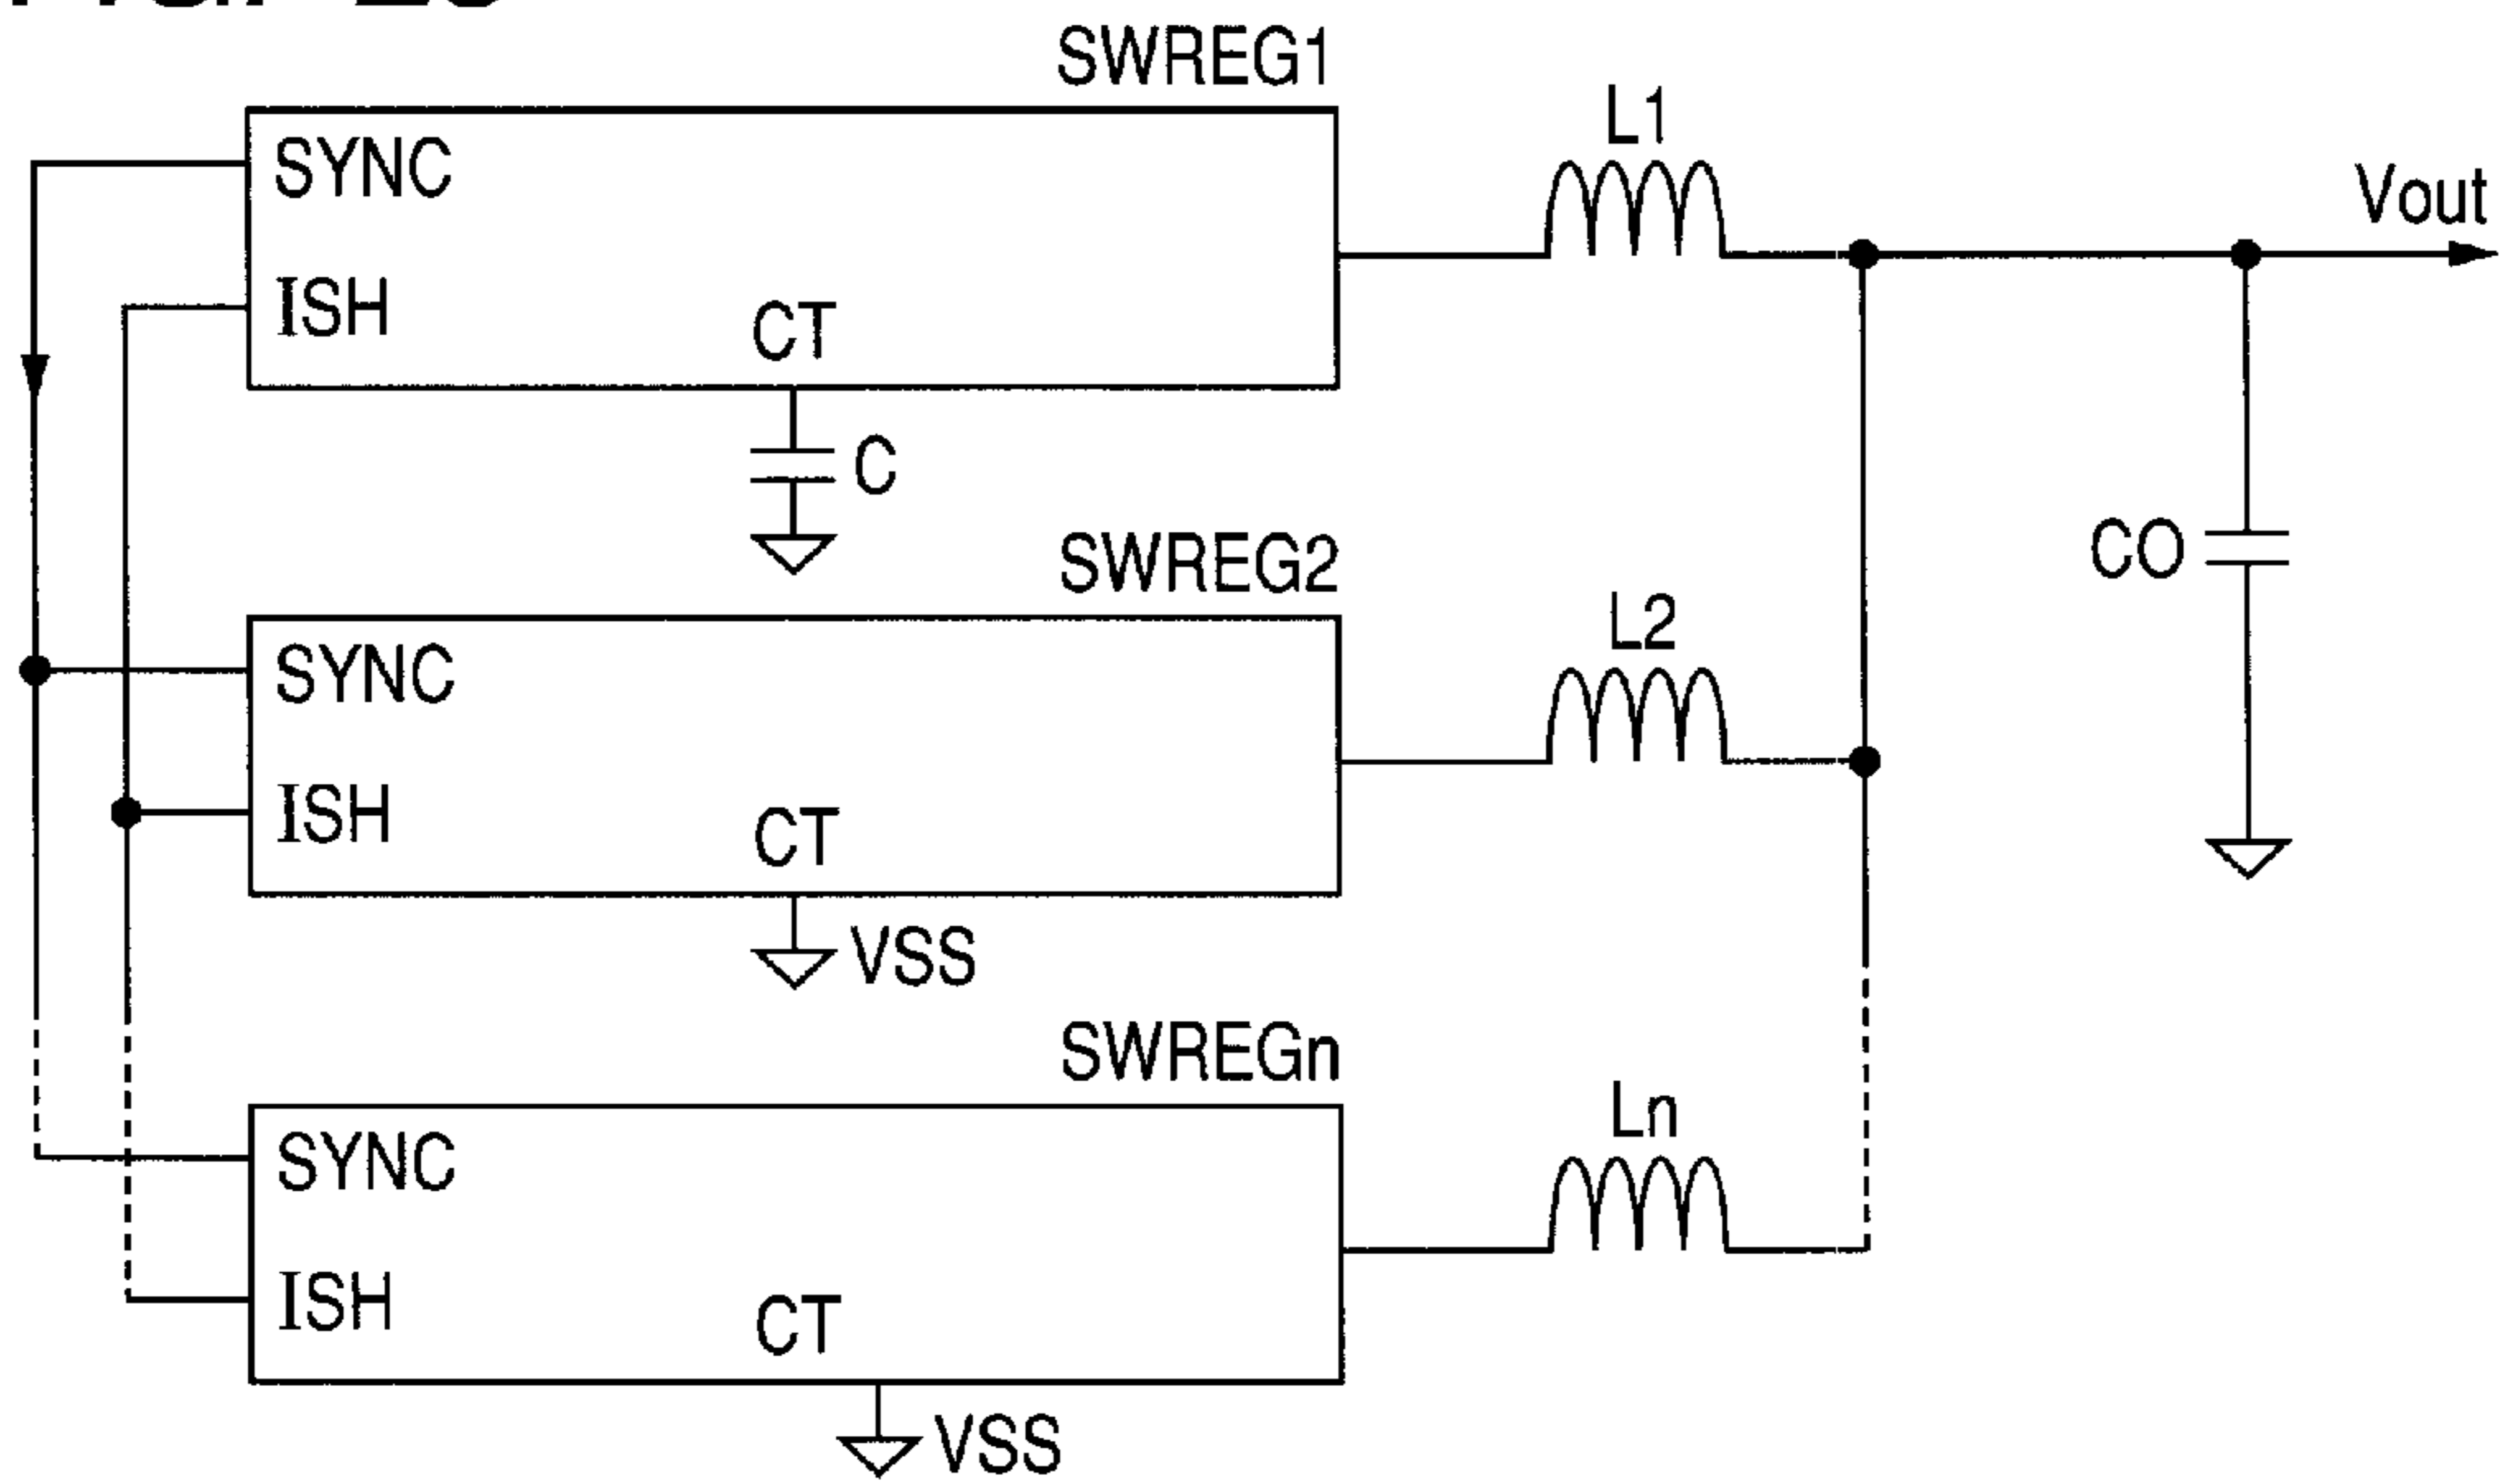 SWREG1
L1
SYNC
Vout
ISH
CT
C
SWREG2
CO
L2
SYNC
ISH
CT
VSS
SWREGn
Ln
SYNC
ISH
CT
VSS